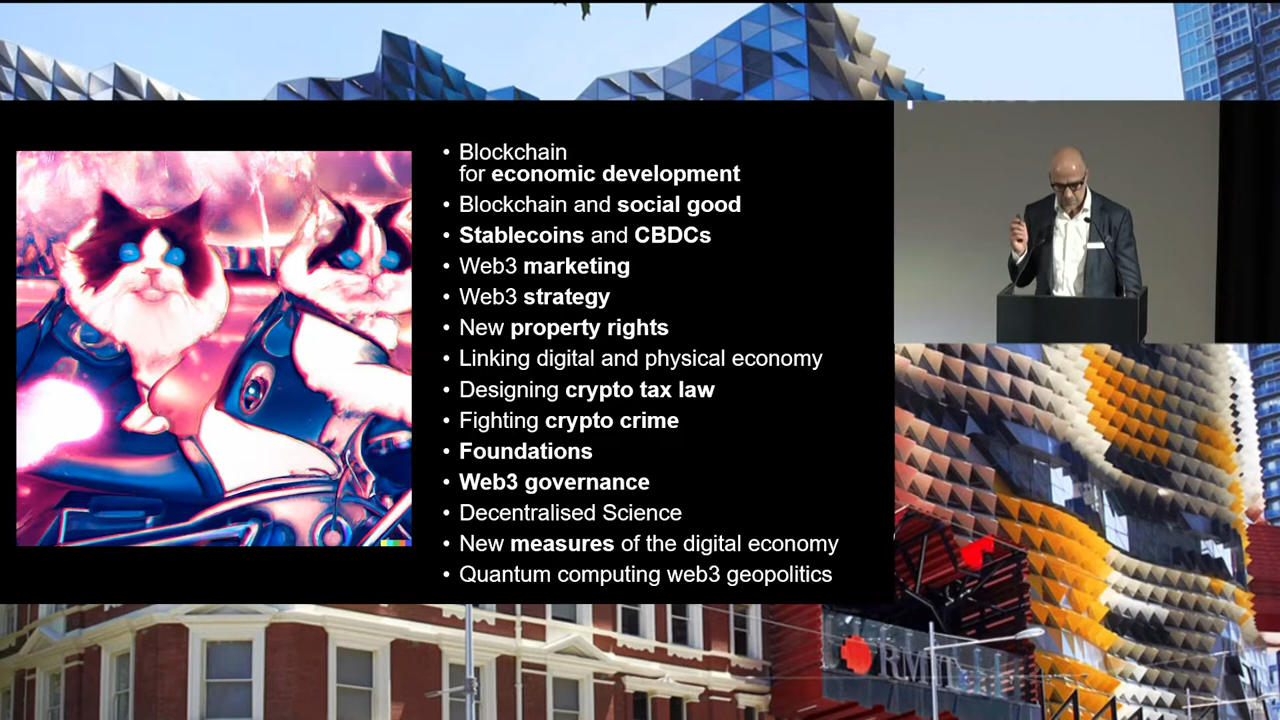 • Blockchain
for economic development
• Blockchain and social good
• Stablecoins and CBDCs
• Web3 marketing
• Web3 strategy
• New property rights
• Linking digital and physical economy
• Designing crypto tax law
• Fighting crypto crime
• Foundations
• Web3 governance
• Decentralised Science
• New measures of the digital economy
• Quantum computing web3 geopolitics
RMIT